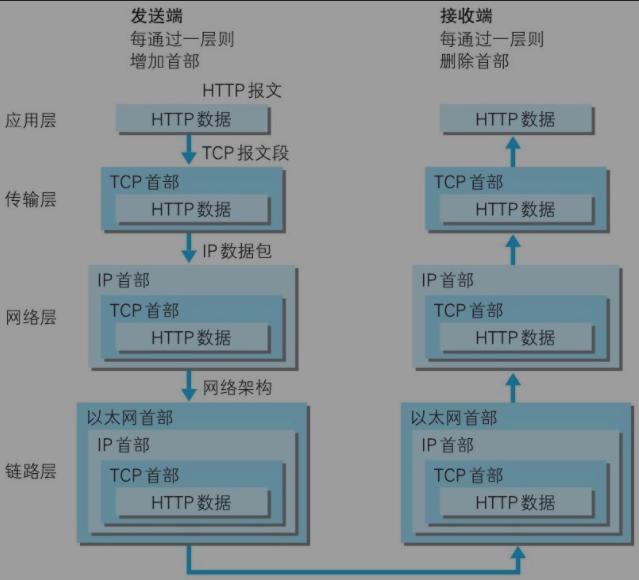 发送端
每通过一层则
增加首部
接收端
每通过一层则
删除首部
HTTP 报文
应用层
HTTP 数据
HTTP 数据
TCP 报文段
传输层
TCP 首部
HTTP 数据
TCP 首部
HTTP 数据
IP 数据包
网络层
IP 首部
TCP 首部
HTTP 数据
IP 首部
TCP 首部
HTTP 数据
网络架构
链路层
以太网首部
IP 首部
TCP 首部
HTTP 数据
以太网首部
IP 首部
TCP 首部
HTTP 数据